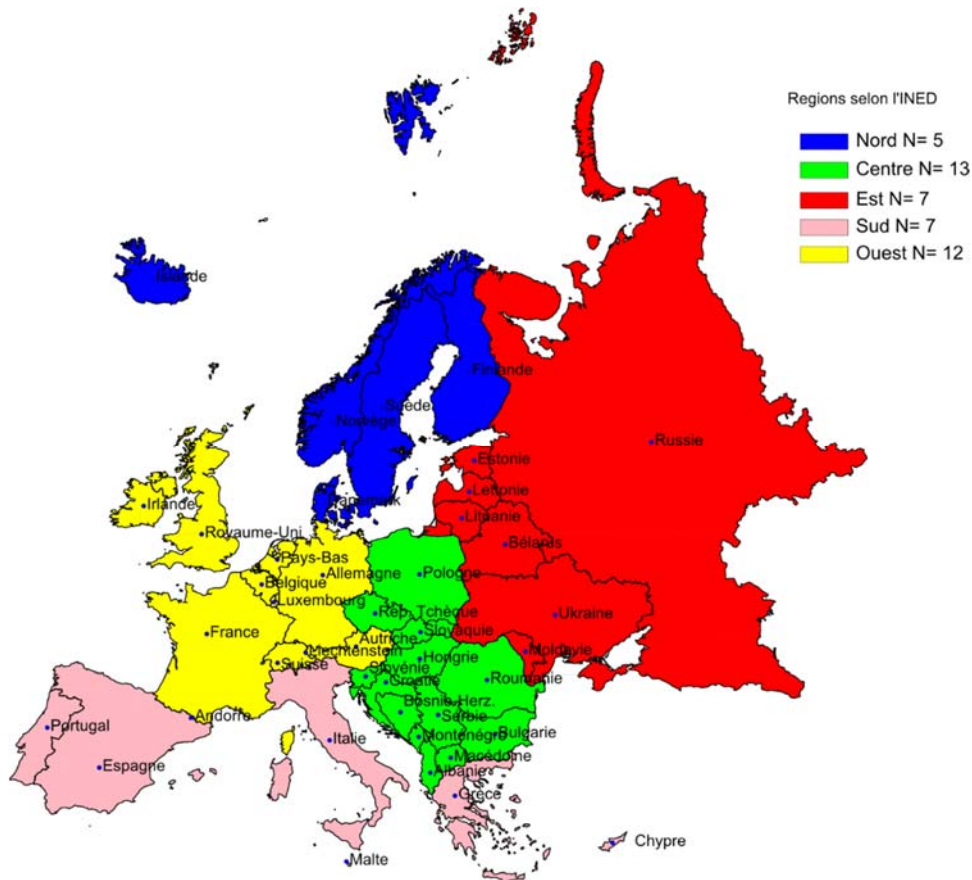 Regions selon l'INED
Nord N= 5
Centre N= 13
Est N= 7
Sud N= 7
Ouest N= 12
Islande
Finlande
Suède
Norvège
Russie
Estonie
Lettonie
Danemark
Irlande
Lituanie
Royaume-Uni
Bélarus
Pays-Bas
Allemagne
Pologne
Belgique
Luxembourg
Rép. Tchèque
Ukraine
France
Slovaquie
Autriche
Liechtenstein
Hongrie
Moldavie
Suisse
Slovénie
Croatie
Roumanie
Bosnie-Herz.
Andorre
Serbie
Portugal
Italie
Monténégro
Bulgarie
Macédoine
Espagne
Albanie
Grèce
Chypre
Malte